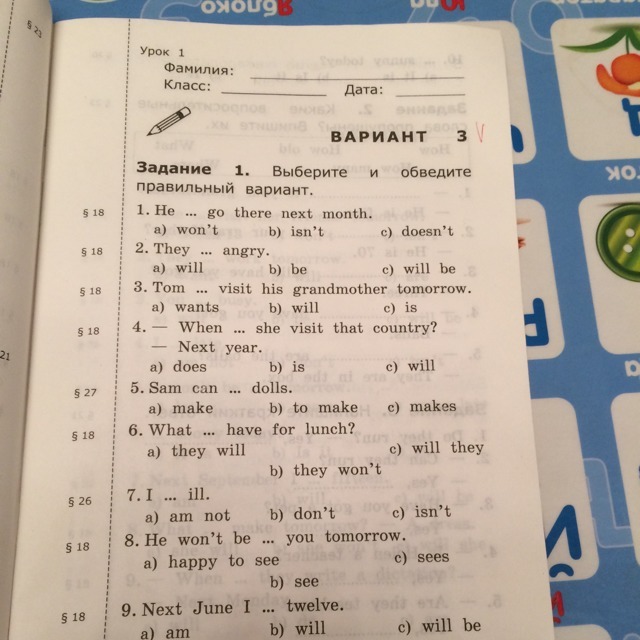 § 23
21
Урок 1
Фамилия:
Класс: Дата:
ВАРИАНТ 3
Задание 1. Выберите и обведите
правильный вариант.
§ 18 1. He ... go there next month.
a) won't b) isn't c) doesn't
§ 18 2. They ... angry.
a) will b) be c) will be
§ 18 3. Tom ... visit his grandmother tomorrow.
a) wants b) will c) is
§ 18 4. — When ... she visit that country?
— Next year.
a) does b) is c) will
§ 27 5. Sam can ... dolls.
a) make b) to make c) makes
§ 18 6. What ... have for lunch?
a) they will c) will they
b) they won't
§ 26 7. I ... ill.
a) am not b) don't c) isn't
§ 18 8. He won't be ... you tomorrow.
a) happy to see c) sees
b) see
§ 18 9. Next June I ... twelve.
a) am b) will c) will be
Яблоко
Й